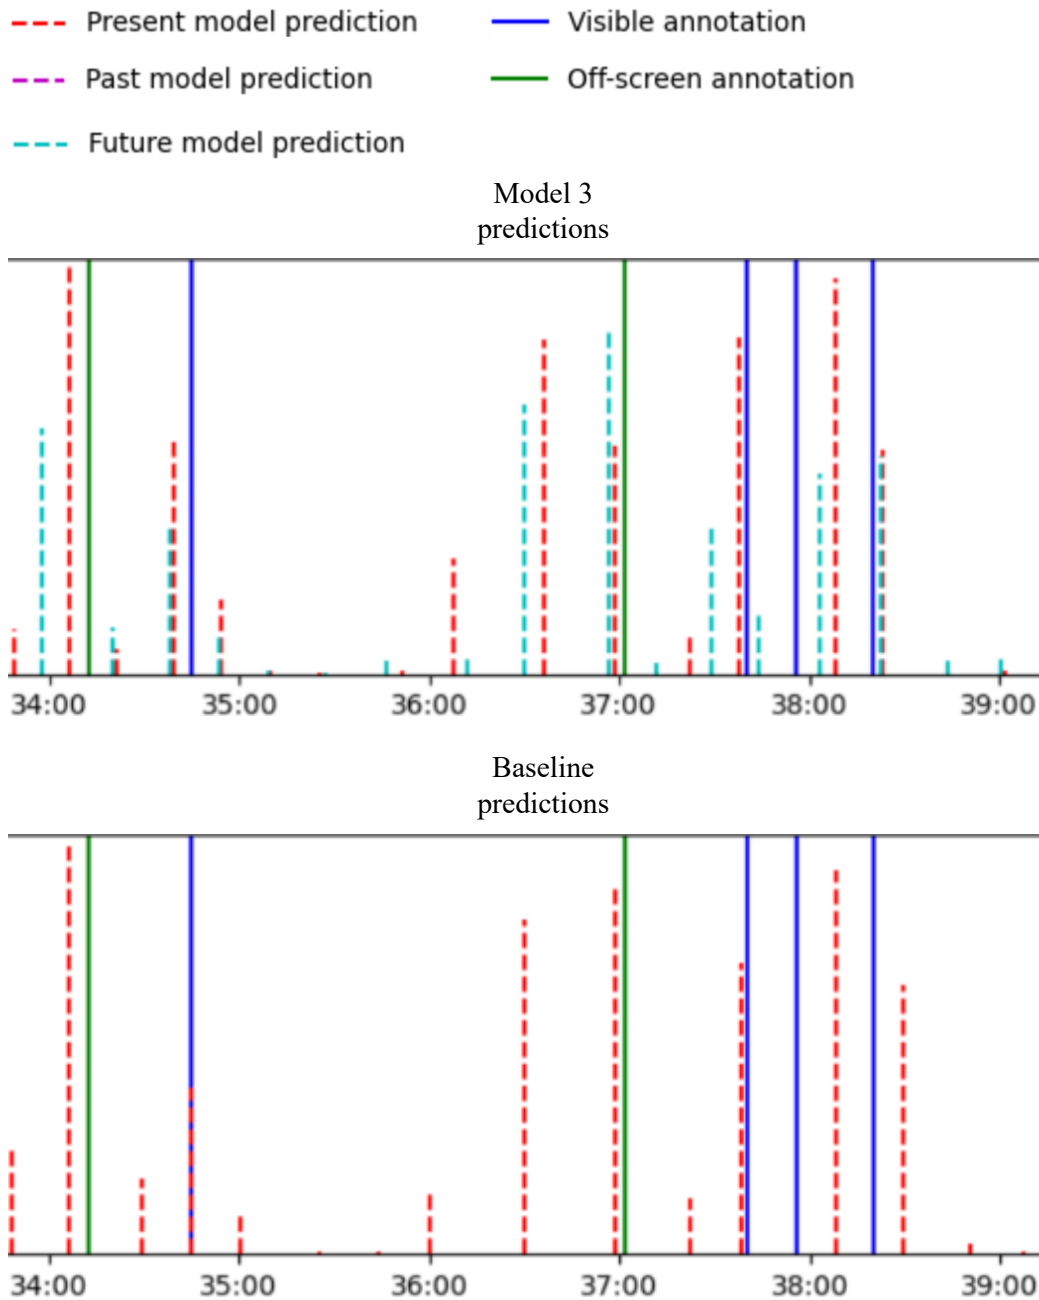 Present model prediction
Visible annotation
Past model prediction
Off-screen annotation
Future model prediction
Model 3
predictions
34:00 35:00 36:00 37:00 38:00 39:00
Baseline
predictions
34:00 35:00 36:00 37:00 38:00 39:00